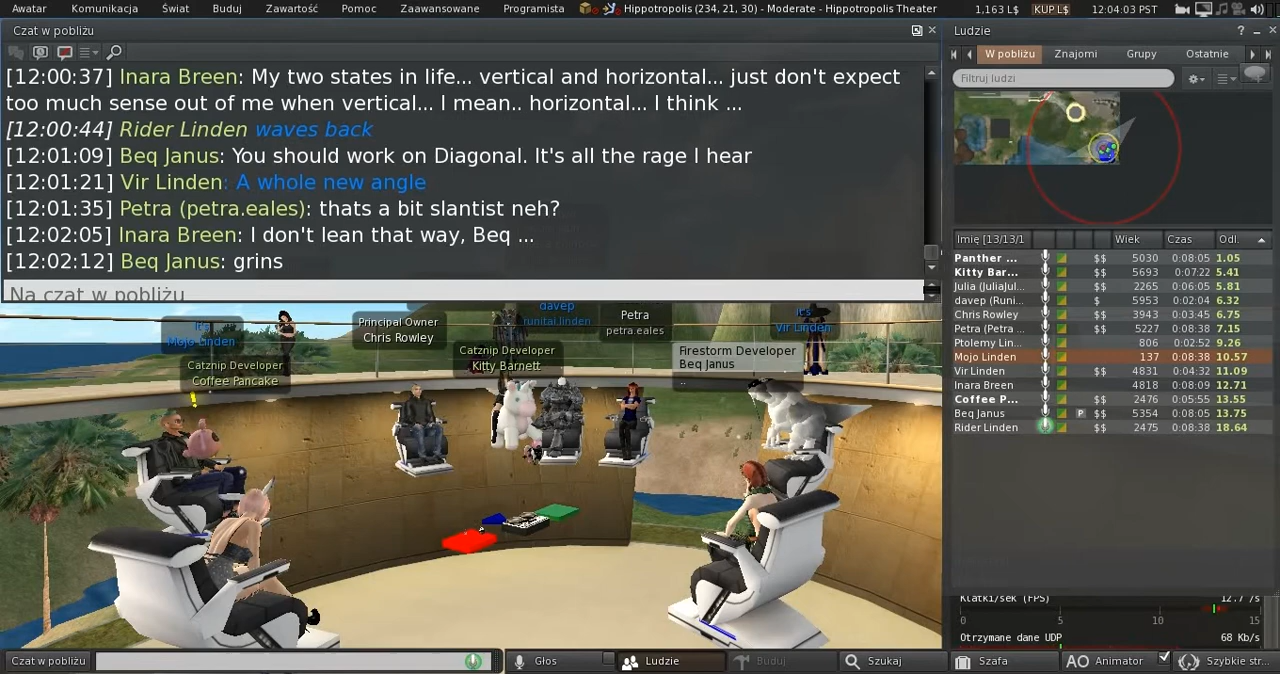 Awatar Komunikacja Świat Buduj Zawartość Pomoc Zaawansowane Programista Hippotropolis (234, 21, 30) - Moderate - Hippotropolis Theater 1,163 L$ KUP L$ 12:04:03 PST
Czat w pobliżu
[12:00:37] Inara Breen: My two states in life... vertical and horizontal... just don't expect
too much sense out of me when vertical... I mean.. horizontal... I think ...
[12:00:44] Rider Linden waves back
[12:01:09] Beq Janus: You should work on Diagonal. It's all the rage I hear
[12:01:21] Vir Linden: A whole new angle
[12:01:35] Petra (petra.eales): thats a bit slantist neh?
[12:02:05] Inara Breen: I don't lean that way, Beq ...
[12:02:12] Beq Janus: grins
Na czat w pobliżu
It's
Mojo Linden
Catznip Developer
Coffee Pancake
Principal Owner
Chris Rowley
Catznip Developer
Kitty Barnett
davep
runitai.linden
Petra
petra.eales
Firestorm Developer
Beq Janus
..
It's
Vir Linden
Ludzie
? 
W pobliżu Znajomi Grupy Ostatnie
Filtruj ludzi
Imię [13/13/1 Wiek Czas Odl.
Panther ... $$ 5030 0:08:05 1.05
Kitty Bar... $$ 5693 0:07:22 5.41
Julia (JuliaJul... $$ 2265 0:06:05 5.81
davep (Runi... $ 5953 0:02:04 6.32
Chris Rowley $$ 3943 0:03:45 6.75
Petra (Petra ... $$ 5227 0:08:38 7.15
Ptolemy Lin... 806 0:02:52 9.26
Mojo Linden 137 0:08:38 10.57
Vir Linden $$ 4831 0:04:32 11.09
Inara Breen 4818 0:08:09 12.71
Coffee P... $$ 2476 0:05:55 13.55
Beq Janus P $$ 5354 0:08:05 13.75
Rider Linden $$ 2475 0:08:38 18.64
Klatki/sek (FPS) 12.7 /s
0 5 10 15
Otrzymane dane UDP 68 Kb/s
Czat w pobliżu Głos Ludzie Buduj Szukaj Szafa AO Animator Szybkie str...